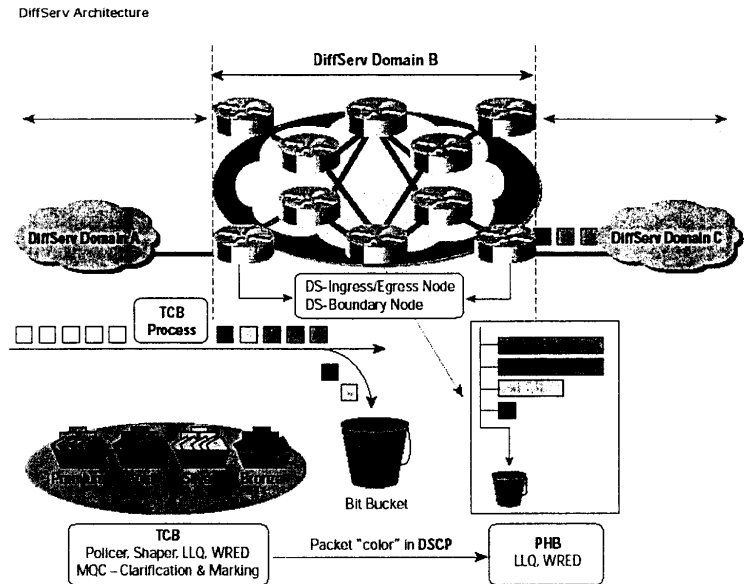 DiffServ Architecture
DiffServ Domain B
DiffServ Domain A
DiffServ Domain C
DS-Ingress/Egress Node
DS-Boundary Node
TCB
Process
Bit Bucket
TCB
Policer, Shaper, LLQ, WRED
MQC – Clarification & Marking
Packet "color" in DSCP
PHB
LLQ, WRED